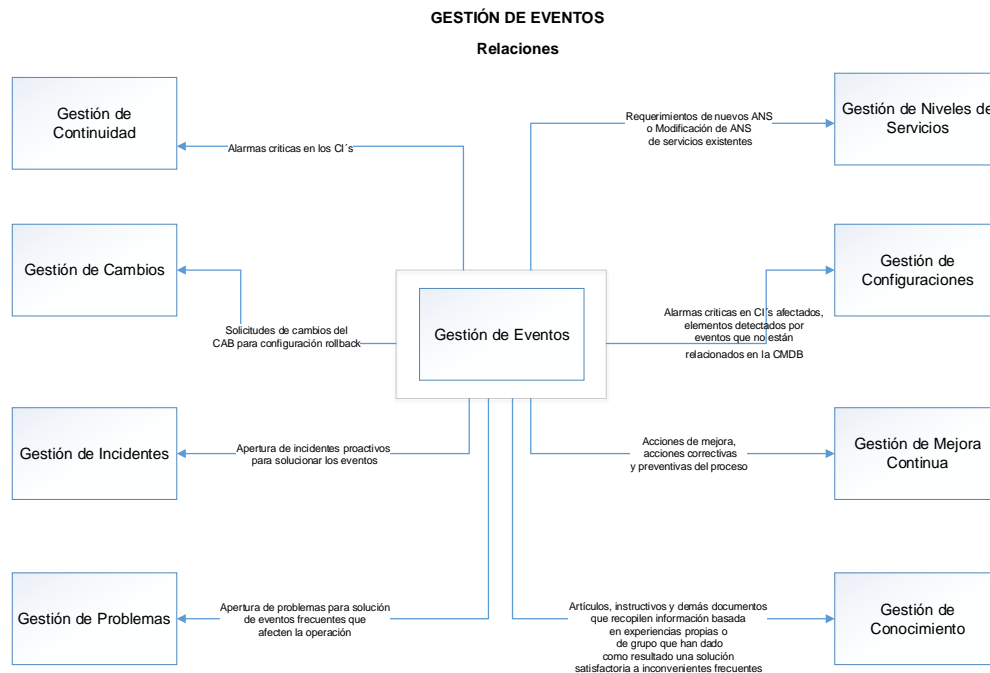 GESTIÓN DE EVENTOS
Relaciones
Gestión de
Continuidad
Alarmas criticas en los CI´s
Requerimientos de nuevos ANS
o Modificación de ANS
de servicios existentes
Gestión de Niveles de
Servicios
Gestión de Cambios
Solicitudes de cambios del
CAB para configuración rollback
Gestión de Eventos
Alarmas criticas en CI´s afectados,
elementos detectados por
eventos que no están
relacionados en la CMDB
Gestión de
Configuraciones
Gestión de Incidentes
Apertura de incidentes proactivos
para solucionar los eventos
Acciones de mejora,
acciones correctivas
y preventivas del proceso
Gestión de Mejora
Continua
Gestión de Problemas
Apertura de problemas para solución
de eventos frecuentes que
afecten la operación
Artículos, instructivos y demás documentos
que recopilen información basada
en experiencias propias o
de grupo que han dado
como resultado una solución
satisfactoria a inconvenientes frecuentes
Gestión de
Conocimiento